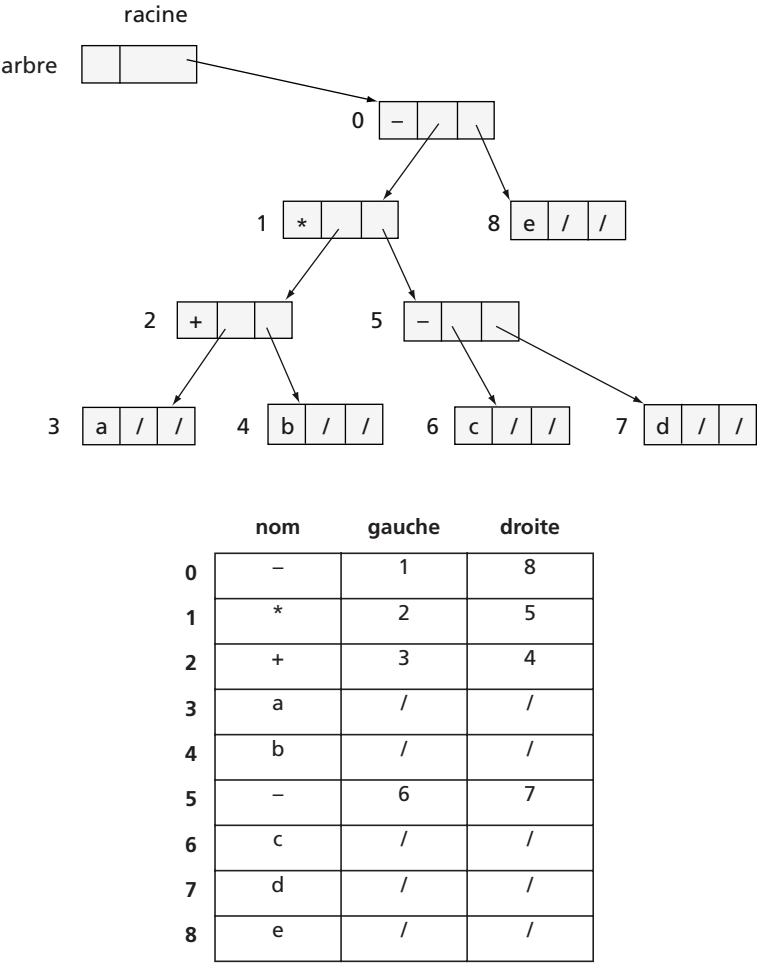 racine
arbre
0 – 
1 * 8 e / /
2 + 5 –
3 a / / 4 b / / 6 c / / 7 d / /
nom gauche droite
0 – 1 8
1 * 2 5
2 + 3 4
3 a / /
4 b / /
5 – 6 7
6 c / /
7 d / /
8 e / /